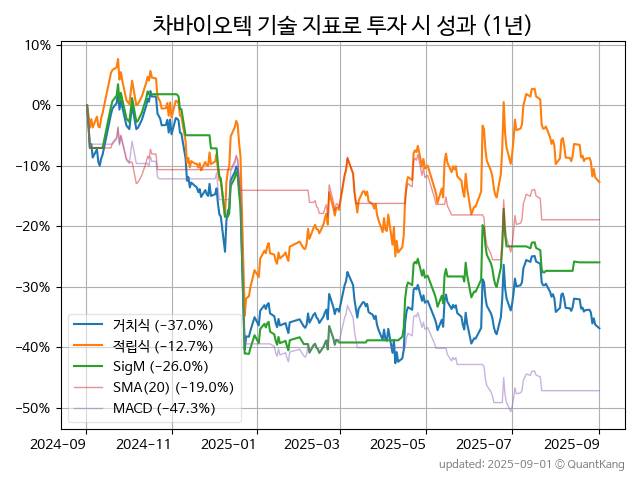 차바이오텍 기술 지표로 투자 시 성과 (1년)
10%
0%
−10%
−20%
−30%
−40%
−50%
거치식 (−37.0%)
적립식 (−12.7%)
SigM (−26.0%)
SMA(20) (−19.0%)
MACD (−47.3%)
2024-09 2024-11 2025-01 2025-03 2025-05 2025-07 2025-09
updated: 2025-09-01 © QuantKang